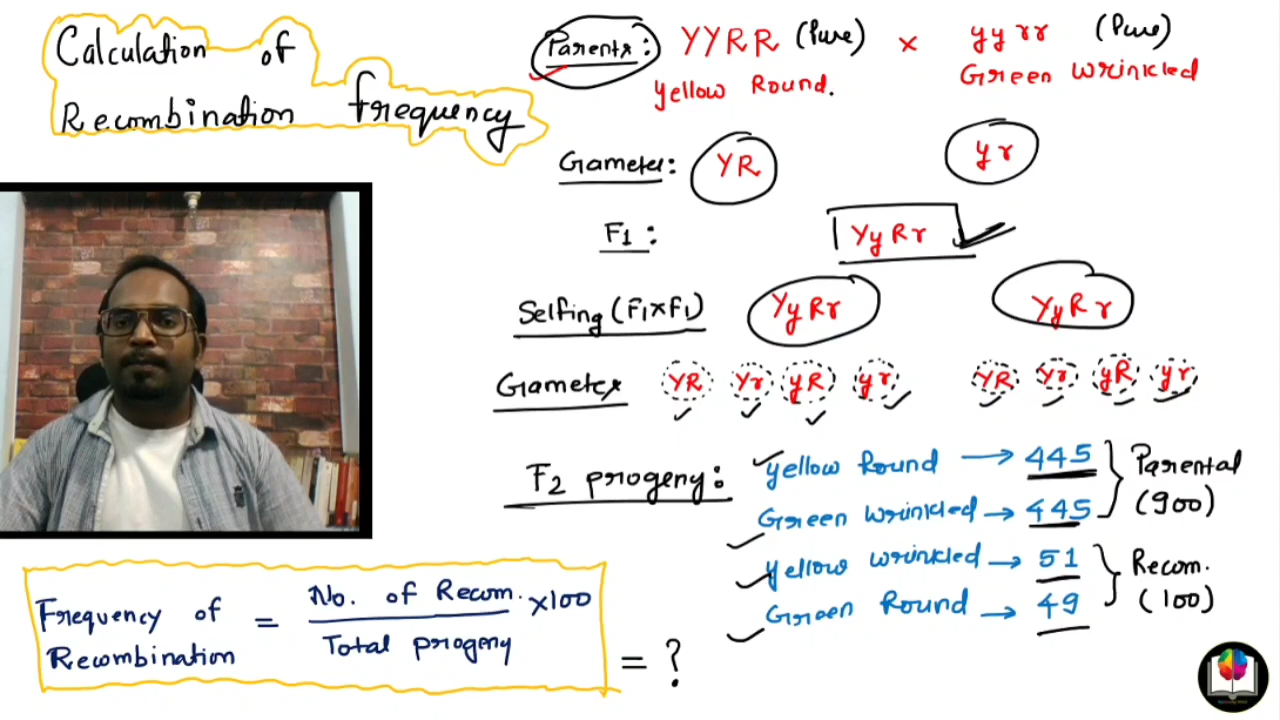 Calculation of
Recombination frequency
Parents: YYRR (Pure) × yyrr (Pure)
Yellow Round. Green Wrinkled
Gametes: YR yr
F1: YyRr
Selfing (F1×F1) YyRr YyRr
Gametes YR Yr yR yr YR Yr yR yr
F2 progeny: Yellow Round → 445
Green Wrinkled → 445
Parental
(900)
Yellow wrinkled → 51
Green Round → 49
Recom.
(100)
Frequency of
Recombination = No. of Recom. ×100
Total progeny
= ?